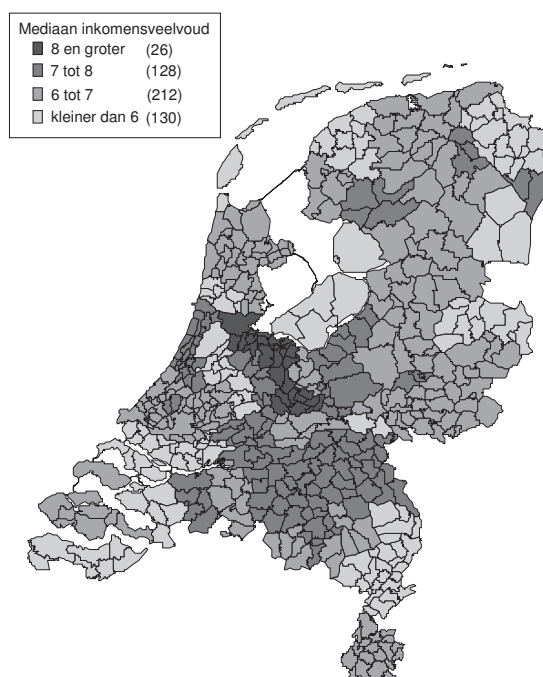 Mediaan inkomensveelvoud
8 en groter (26)
7 tot 8 (128)
6 tot 7 (212)
kleiner dan 6 (130)